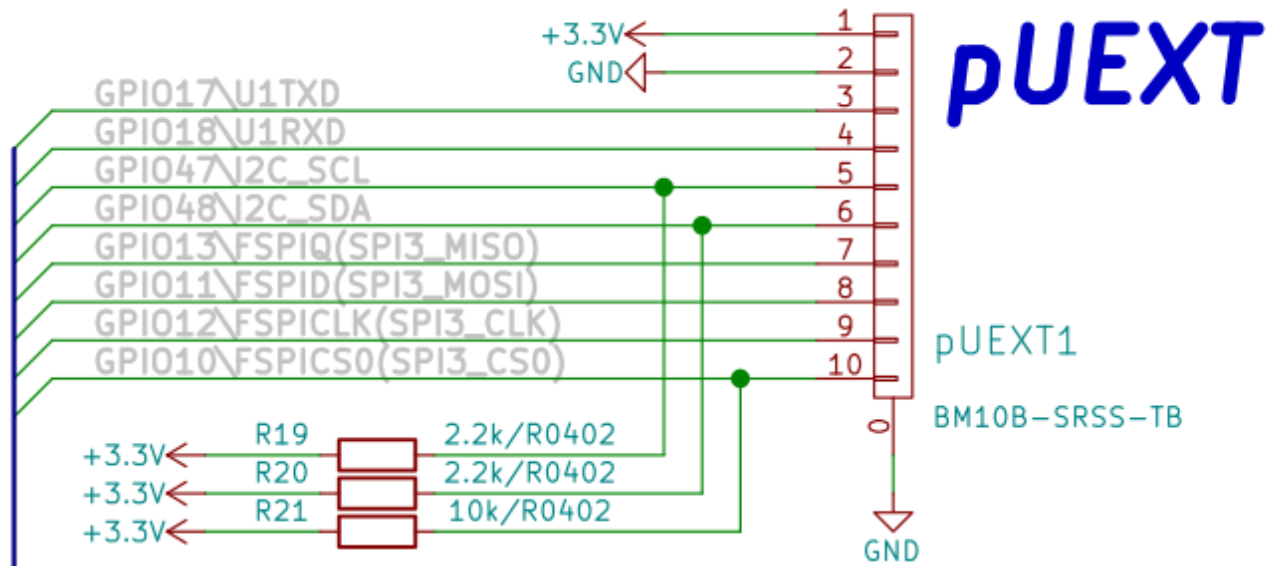 +3.3V 1 pUEXT
GND 2
GPIO17\U1TXD 3
GPIO18\U1RXD 4
GPIO47\I2C_SCL 5
GPIO48\I2C_SDA 6
GPIO13\FSPIQ(SPI3_MISO) 7
GPIO11\FSPID(SPI3_MOSI) 8
GPIO12\FSPICLK(SPI3_CLK) 9 pUEXT1
GPIO10\FSPICS0(SPI3_CS0) 10
0 BM10B-SRSS-TB
+3.3V R19 2.2k/R0402
+3.3V R20 2.2k/R0402
+3.3V R21 10k/R0402
GND